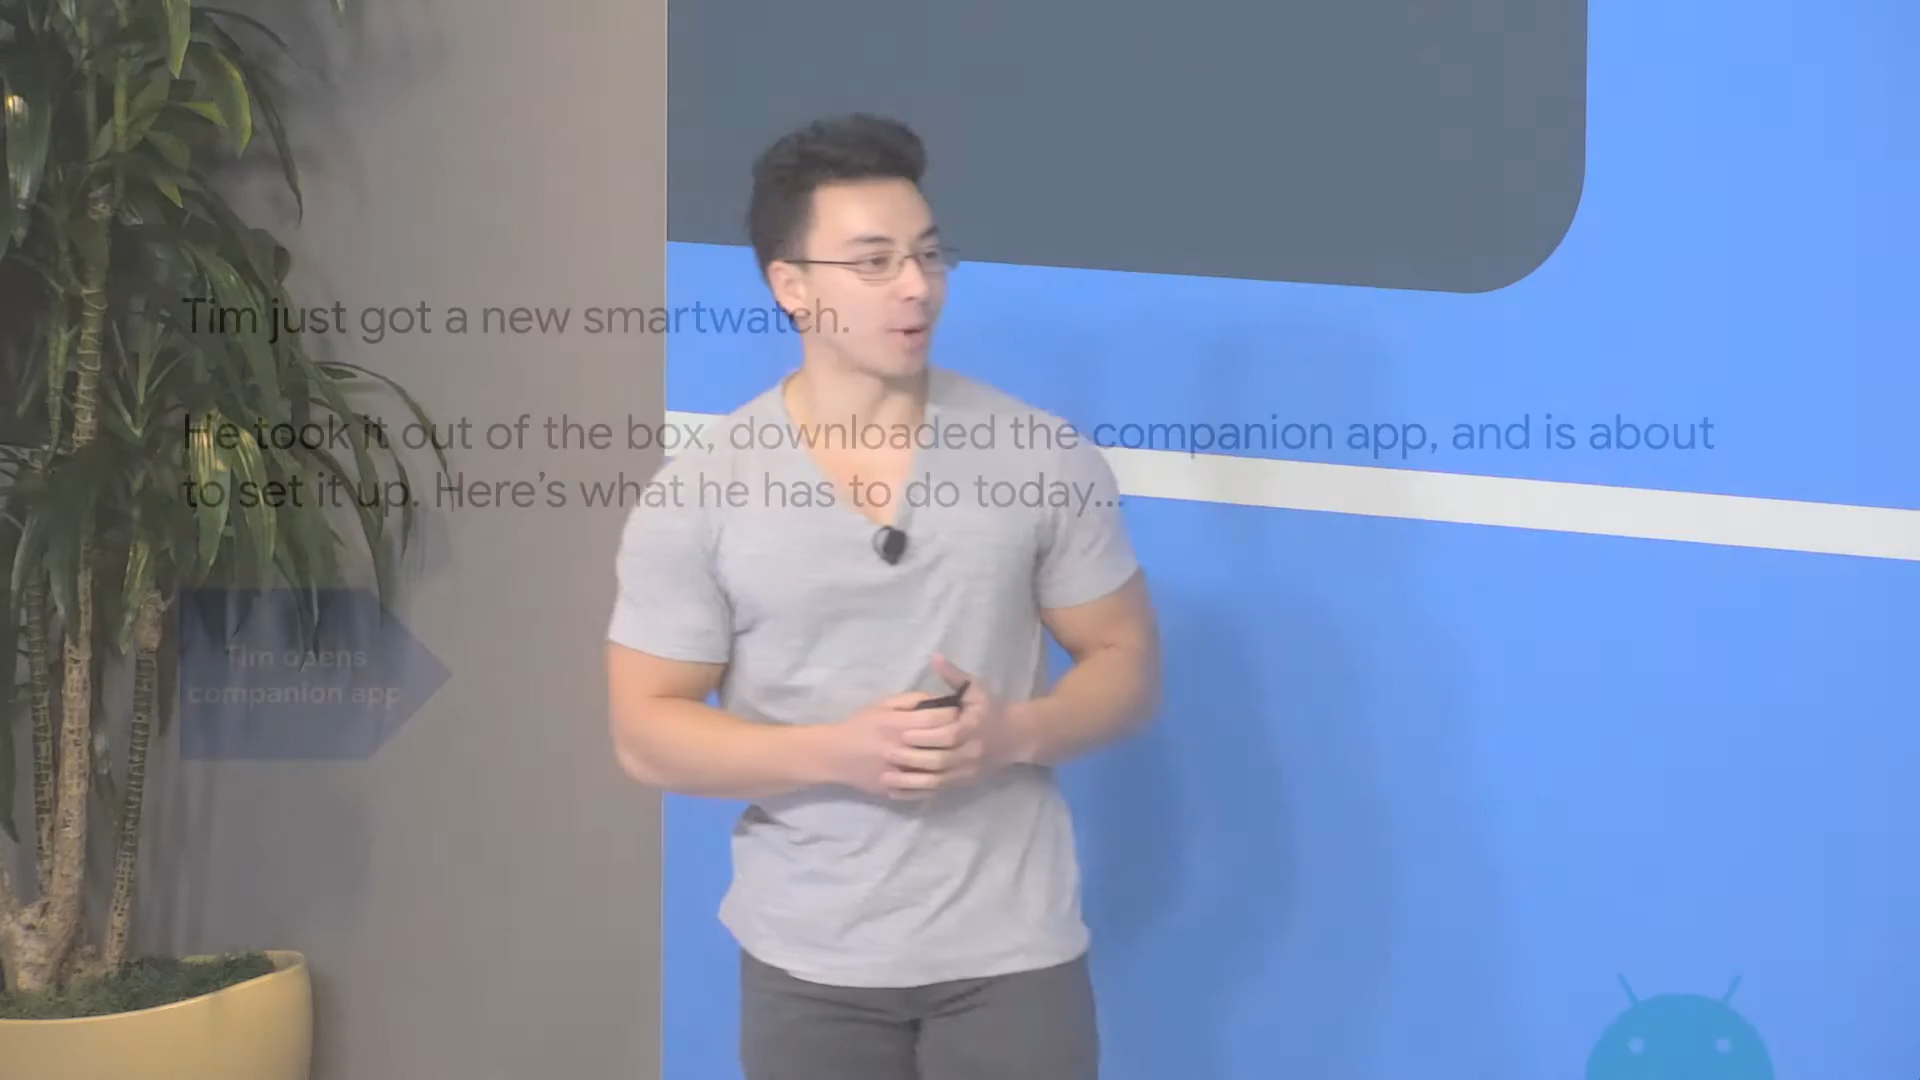 Tim just got a new smartwatch.
He took it out of the box, downloaded the companion app, and is about
to set it up. Here’s what he has to do today...
Tim opens
companion app